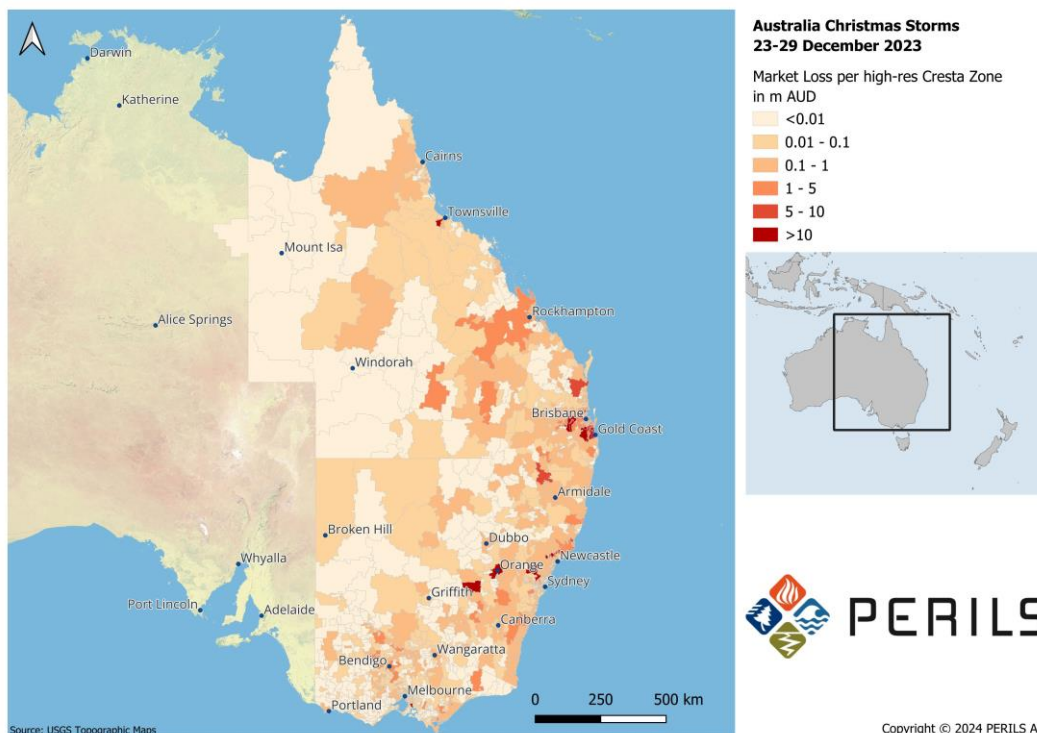 Australia Christmas Storms
23-29 December 2023
Market Loss per high-res Cresta Zone
in m AUD
<0.01
0.01 - 0.1
0.1 - 1
1 - 5
5 - 10
>10
Darwin
Katherine
Cairns
Townsville
Mount Isa
Alice Springs
Rockhampton
Windorah
Brisbane
Gold Coast
Armidale
Broken Hill
Dubbo
Whyalla
Newcastle
Orange
Sydney
Griffith
Port Lincoln
Adelaide
Canberra
Wangaratta
Bendigo
Melbourne
Portland
0 250 500 km
Source: USGS Topographic Maps
PERILS
Copyright © 2024 PERILS A